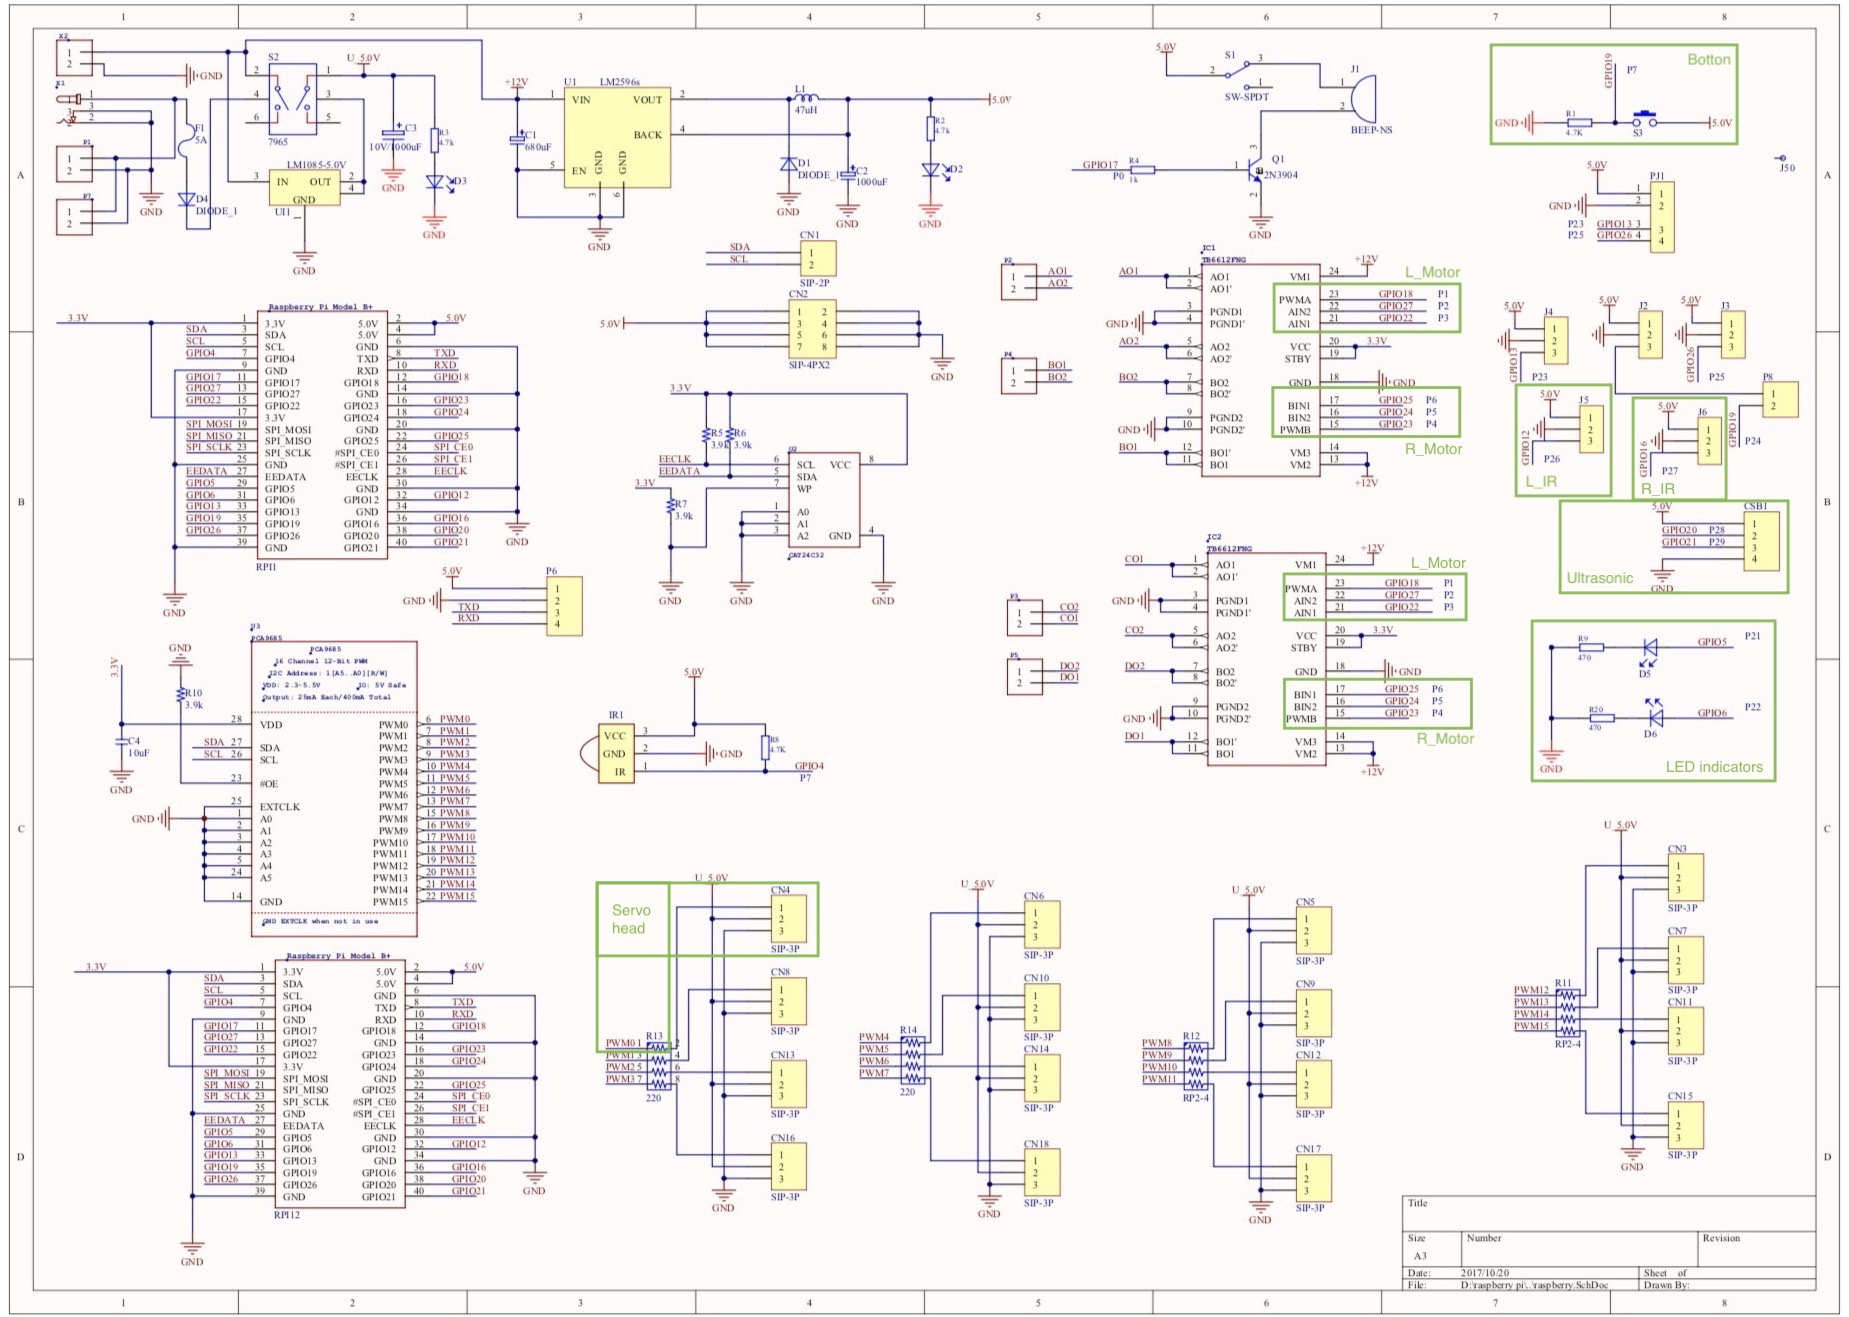 1 2 3 4 5 6 7 8
A
B
C
D
X2
1
2
GND
X1
1
3
2
P1
1
2
P7
1
2
GND
F1
5A
D4
DIODE_1
S2
2 1
4 3
6 5
7965
U_5.0V
LM1085-5.0V
3 IN OUT 2
4
GND
UI1
1
GND
C3
10V/1000uF
GND
R3
4.7k
D3
GND
+12V
C1
680uF
U1 LM2596s
1 VIN VOUT 2
BACK 4
5 EN
GND
GND
3 6
GND
L1
47uH
D1
DIODE_1
GND
C2
1000uF
GND
R2
4.7k
D2
GND
5.0V
5.0V
S1
3
2
1
SW-SPDT
J1
1
2
BEEP-NS
GPIO17
P0
R4
1k
1
3
Q1
2N3904
2
GND
Botton
GPIO19
P7
GND
R1
4.7K
S3
5.0V
J50
5.0V
PJ1
GND
1
2
P23 GPIO13 3
P25 GPIO26 4
SDA
SCL
CN1
1
2
SIP-2P
CN2
5.0V
1 2
3 4
5 6
7 8
SIP-4PX2
GND
P2
1 AO1
2 AO2
P4
1 BO1
2 BO2
IC1
TB6612FNG
L_Motor
AO1 1 AO1 VM1 24 +12V
2 AO1'
PWMA 23 GPIO18 P1
3 PGND1 AIN2 22 GPIO27 P2
GND 4 PGND1' AIN1 21 GPIO22 P3
AO2 5 AO2 VCC 20 3.3V
6 AO2' STBY 19
BO2 7 BO2 GND 18 GND
8 BO2'
BIN1 17 GPIO25 P6
9 PGND2 BIN2 16 GPIO24 P5
GND 10 PGND2' PWMB 15 GPIO23 P4
BO1 12 BO1' VM3 14
11 BO1 VM2 13
+12V
R_Motor
5.0V
J4
1
2
3
GPIO13
P23
5.0V
J2
1
2
3
5.0V
J3
1
2
3
GPIO26
P25
P8
1
2
GPIO19
P24
5.0V
J5
1
2
3
GPIO12
P26
L_IR
5.0V
J6
1
2
3
GPIO16
P27
R_IR
5.0V
CSB1
1
GPIO20 P28 2
GPIO21 P29 3
4
Ultrasonic
GND
Raspberry Pi Model B+
3.3V 1 3.3V 5.0V 2 5.0V
SDA 3 SDA 5.0V 4
SCL 5 SCL GND 6
GPIO4 7 GPIO4 TXD 8 TXD
9 GND RXD 10 RXD
GPIO17 11 GPIO17 GPIO18 12 GPIO18
GPIO27 13 GPIO27 GND 14
GPIO22 15 GPIO22 GPIO23 16 GPIO23
17 3.3V GPIO24 18 GPIO24
SPI_MOSI 19 SPI_MOSI GND 20
SPI_MISO 21 SPI_MISO GPIO25 22 GPIO25
SPI_SCLK 23 SPI_SCLK #SPI_CE0 24 SPI_CE0
25 GND #SPI_CE1 26 SPI_CE1
EEDATA 27 EEDATA EECLK 28 EECLK
GPIO5 29 GPIO5 GND 30
GPIO6 31 GPIO6 GPIO12 32 GPIO12
GPIO13 33 GPIO13 GND 34
GPIO19 35 GPIO19 GPIO16 36 GPIO16
GPIO26 37 GPIO26 GPIO20 38 GPIO20
39 GND GPIO21 40 GPIO21
RPI1
GND
GND
3.3V
R5
3.9k
R6
3.9k
U2
EECLK 6 SCL VCC 8
EEDATA 5 SDA
7 WP
3.3V
R7
3.9k
1 A0
2 A1
3 A2 GND 4
CAT24C32
GND GND GND
5.0V
P6
1
GND 2
TXD 3
RXD 4
P3
1 CO2
2 CO1
P5
1 DO2
2 DO1
IC2
TB6612FNG
L_Motor
CO1 1 AO1 VM1 24 +12V
2 AO1'
PWMA 23 GPIO18 P1
GND 3 PGND1 AIN2 22 GPIO27 P2
4 PGND1' AIN1 21 GPIO22 P3
CO2 5 AO2 VCC 20 3.3V
6 AO2' STBY 19
DO2 7 BO2 GND 18 GND
8 BO2'
BIN1 17 GPIO25 P6
9 PGND2 BIN2 16 GPIO24 P5
GND 10 PGND2' PWMB 15 GPIO23 P4
DO1 12 BO1' VM3 14
11 BO1 VM2 13
+12V
R_Motor
R9
470
D5
GPIO5 P21
R20
470
D6
GPIO6 P22
GND
LED indicators
GND
R10
3.9k
3.3V
C4
10uF
GND
U3
PCA9685
PCA9685
16 Channel 12-Bit PWM
I2C Address: 1[A5..A0][R/W]
VDD: 2.3-5.5V IO: 5V Safe
Output: 25mA Each/400mA Total
28 VDD PWM0 6 PWM0
PWM1 7 PWM1
SDA 27 SDA PWM2 8 PWM2
SCL 26 SCL PWM3 9 PWM3
PWM4 10 PWM4
23 #OE PWM5 11 PWM5
PWM6 12 PWM6
25 EXTCLK PWM7 13 PWM7
GND 1 A0 PWM8 15 PWM8
2 A1 PWM9 16 PWM9
3 A2 PWM10 17 PWM10
4 A3 PWM11 18 PWM11
5 A4 PWM12 19 PWM12
24 A5 PWM13 20 PWM13
PWM14 21 PWM14
14 GND PWM15 22 PWM15
GND EXTCLK when not in use
5.0V
IR1
VCC 3
GND 2 GND
IR 1
R8
4.7K
GPIO4
P7
Raspberry Pi Model B+
3.3V 1 3.3V 5.0V 2 5.0V
SDA 3 SDA 5.0V 4
SCL 5 SCL GND 6
GPIO4 7 GPIO4 TXD 8 TXD
9 GND RXD 10 RXD
GPIO17 11 GPIO17 GPIO18 12 GPIO18
GPIO27 13 GPIO27 GND 14
GPIO22 15 GPIO22 GPIO23 16 GPIO23
17 3.3V GPIO24 18 GPIO24
SPI_MOSI 19 SPI_MOSI GND 20
SPI_MISO 21 SPI_MISO GPIO25 22 GPIO25
SPI_SCLK 23 SPI_SCLK #SPI_CE0 24 SPI_CE0
25 GND #SPI_CE1 26 SPI_CE1
EEDATA 27 EEDATA EECLK 28 EECLK
GPIO5 29 GPIO5 GND 30
GPIO6 31 GPIO6 GPIO12 32 GPIO12
GPIO13 33 GPIO13 GND 34
GPIO19 35 GPIO19 GPIO16 36 GPIO16
GPIO26 37 GPIO26 GPIO20 38 GPIO20
39 GND GPIO21 40 GPIO21
RPI12
GND
GND
Servo
head
U_5.0V
CN4
1
2
3
SIP-3P
CN8
1
2
3
SIP-3P
R13
PWM0 1 2
PWM1 3 4
PWM2 5 6
PWM3 7 8
220
CN13
1
2
3
SIP-3P
CN16
1
2
3
SIP-3P
GND
U_5.0V
CN6
1
2
3
SIP-3P
CN10
1
2
3
SIP-3P
R14
PWM4
PWM5
PWM6
PWM7
220
CN14
1
2
3
SIP-3P
CN18
1
2
3
SIP-3P
GND
U_5.0V
CN5
1
2
3
SIP-3P
CN9
1
2
3
SIP-3P
R12
PWM8
PWM9
PWM10
PWM11
RP2-4
CN12
1
2
3
SIP-3P
CN17
1
2
3
SIP-3P
GND
U_5.0V
CN3
1
2
3
SIP-3P
CN7
1
2
3
SIP-3P
R11
PWM12
PWM13
PWM14
PWM15
RP2-4
CN11
1
2
3
SIP-3P
CN15
1
2
3
SIP-3P
GND
Title
Size Number Revision
A3
Date: 2017/10/20 Sheet of
File: D:\raspberry pi\..\raspberry.SchDoc Drawn By:
A
B
C
D
1 2 3 4 5 6 7 8